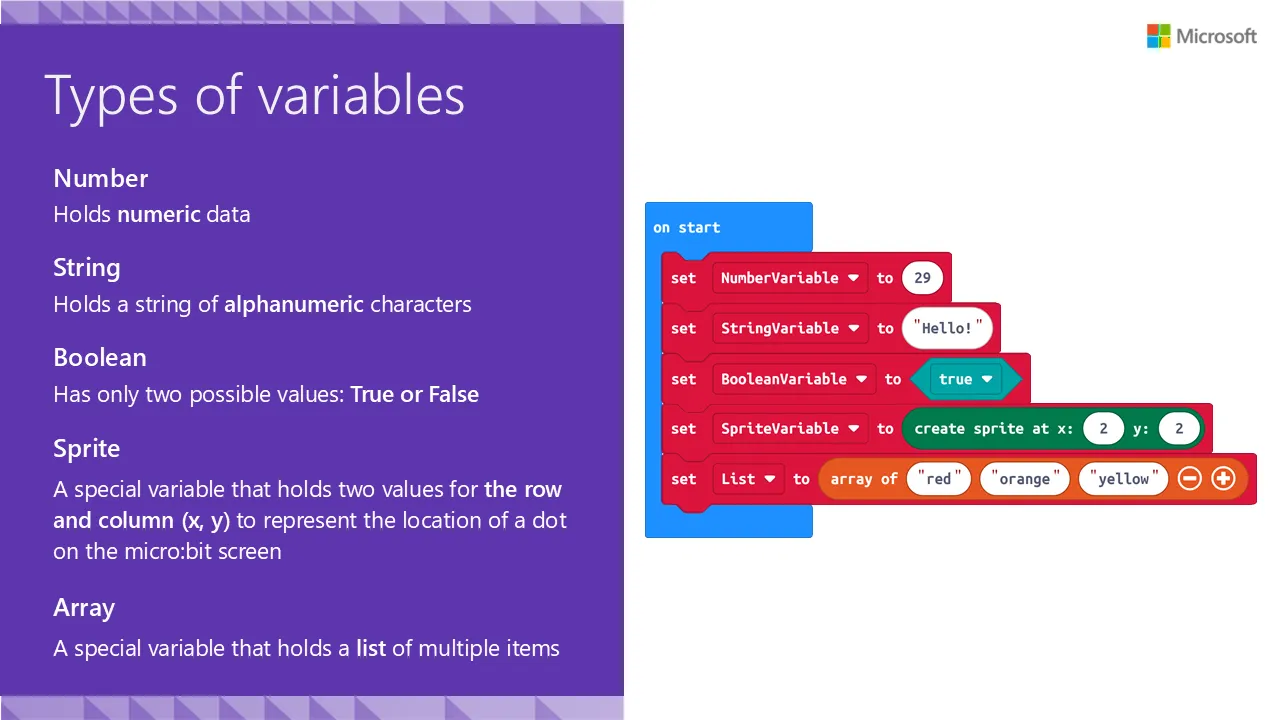 Microsoft
Types of variables
Number
Holds numeric data
String
Holds a string of alphanumeric characters
Boolean
Has only two possible values: True or False
Sprite
A special variable that holds two values for the row
and column (x, y) to represent the location of a dot
on the micro:bit screen
Array
A special variable that holds a list of multiple items
on start
set NumberVariable to 29
set StringVariable to "Hello!"
set BooleanVariable to true
set SpriteVariable to create sprite at x: 2 y: 2
set List to array of "red" "orange" "yellow"